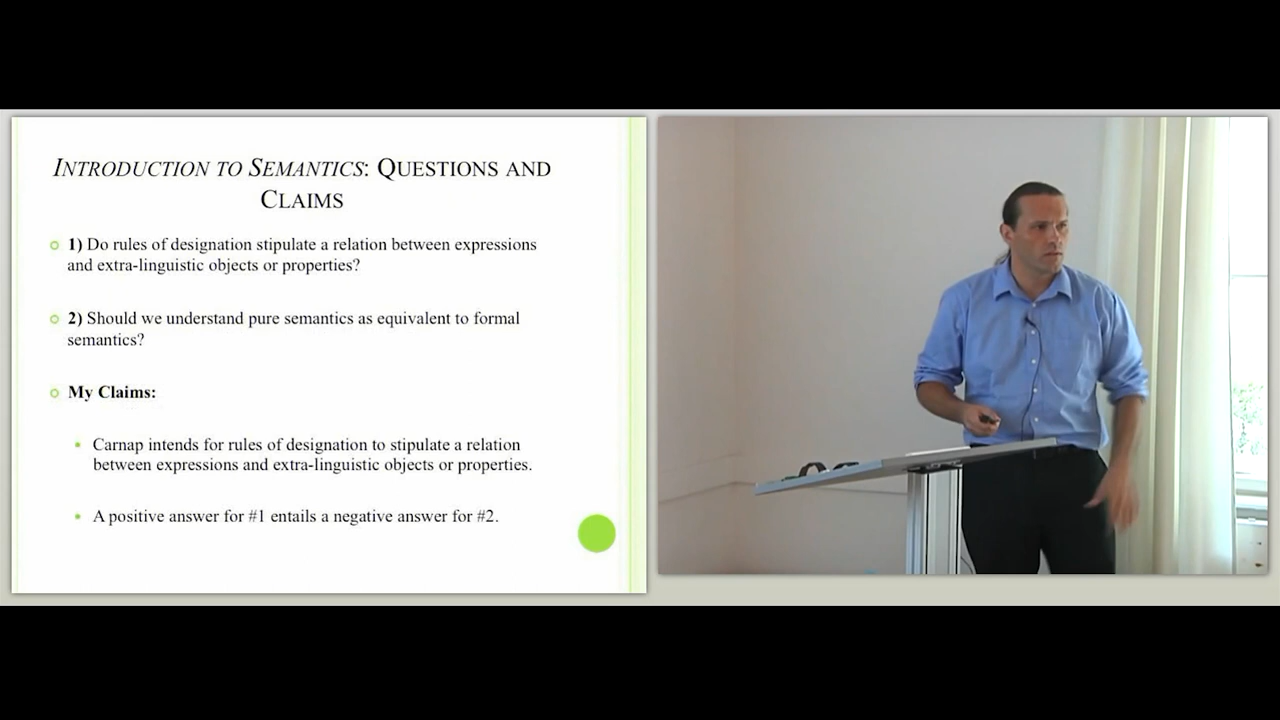 INTRODUCTION TO SEMANTICS: QUESTIONS AND
CLAIMS
1) Do rules of designation stipulate a relation between expressions
and extra-linguistic objects or properties?
2) Should we understand pure semantics as equivalent to formal
semantics?
My Claims:
Carnap intends for rules of designation to stipulate a relation
between expressions and extra-linguistic objects or properties.
A positive answer for #1 entails a negative answer for #2.